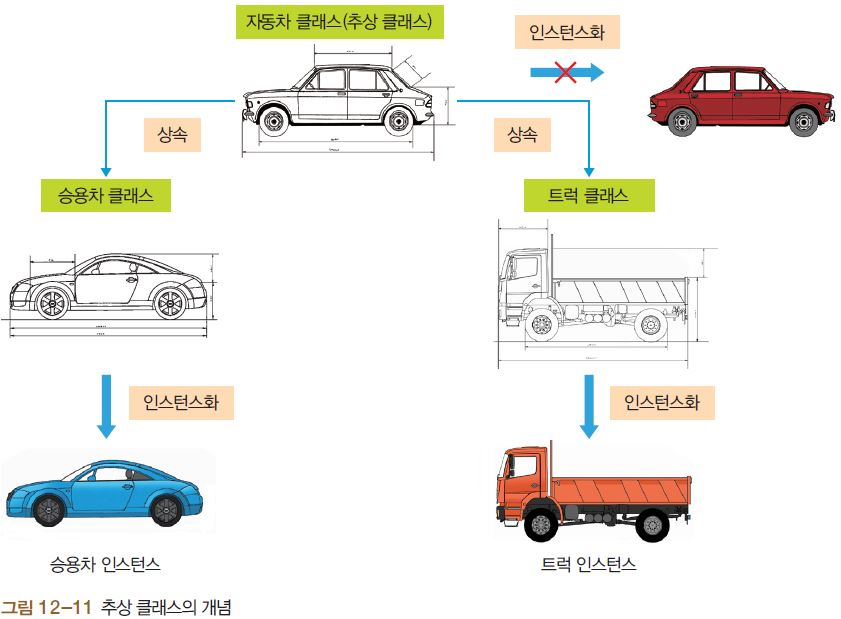 자동차 클래스(추상 클래스)
인스턴스화
상속
상속
승용차 클래스
트럭 클래스
인스턴스화
인스턴스화
승용차 인스턴스
트럭 인스턴스
그림 12-11 추상 클래스의 개념